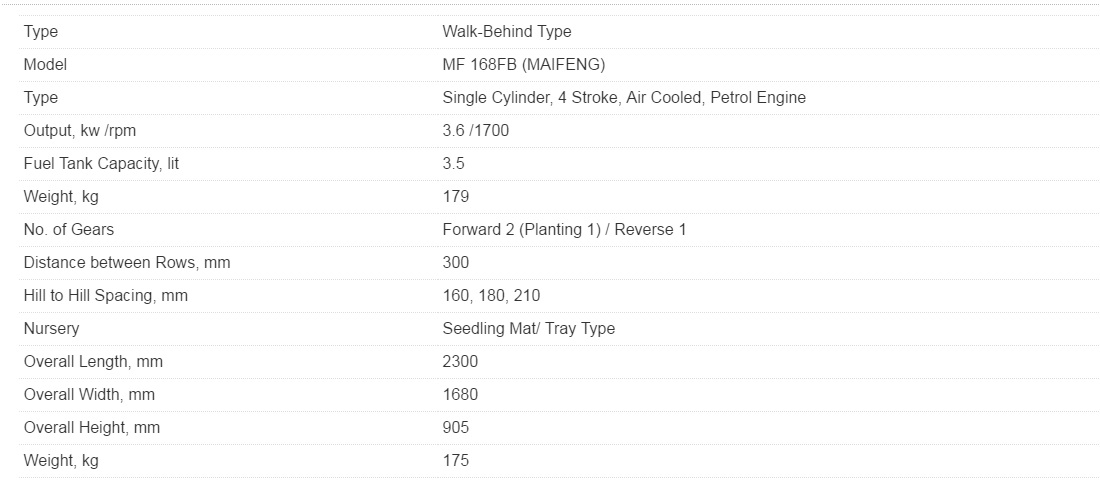 Type Walk-Behind Type
Model MF 168FB (MAIFENG)
Type Single Cylinder, 4 Stroke, Air Cooled, Petrol Engine
Output, kw /rpm 3.6 /1700
Fuel Tank Capacity, lit 3.5
Weight, kg 179
No. of Gears Forward 2 (Planting 1) / Reverse 1
Distance between Rows, mm 300
Hill to Hill Spacing, mm 160, 180, 210
Nursery Seedling Mat/ Tray Type
Overall Length, mm 2300
Overall Width, mm 1680
Overall Height, mm 905
Weight, kg 175